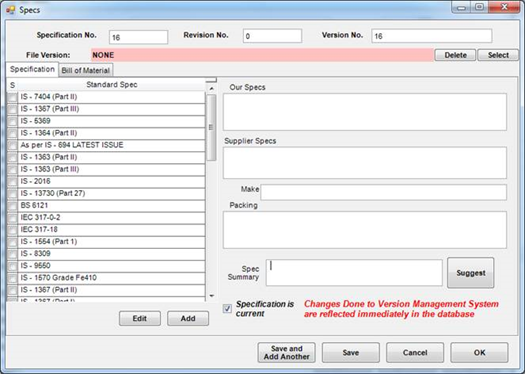 Specs
Specification No. 16 Revision No. 0 Version No. 16
File Version: NONE Delete Select
Specification Bill of Material
S Standard Spec
IS - 7404 (Part II)
IS - 1367 (Part III)
IS - 6369
IS - 1364 (Part II)
As per IS - 694 LATEST ISSUE
IS - 1363 (Part II)
IS - 1363 (Part III)
IS - 2016
IS - 13730 (Part 27)
BS 6121
IEC 317-0-2
IEC 317-18
IS - 1554 (Part 1)
IS - 8309
IS - 9550
IS - 1570 Grade Fe410
IS - 1367 (Part II)
IS - 1367 (Part I)
Edit Add
Our Specs
Supplier Specs
Make
Packing
Spec
Summary
Suggest
Specification is
current
Changes Done to Version Management System
are reflected immediately in the database
Save and
Add Another
Save Cancel OK